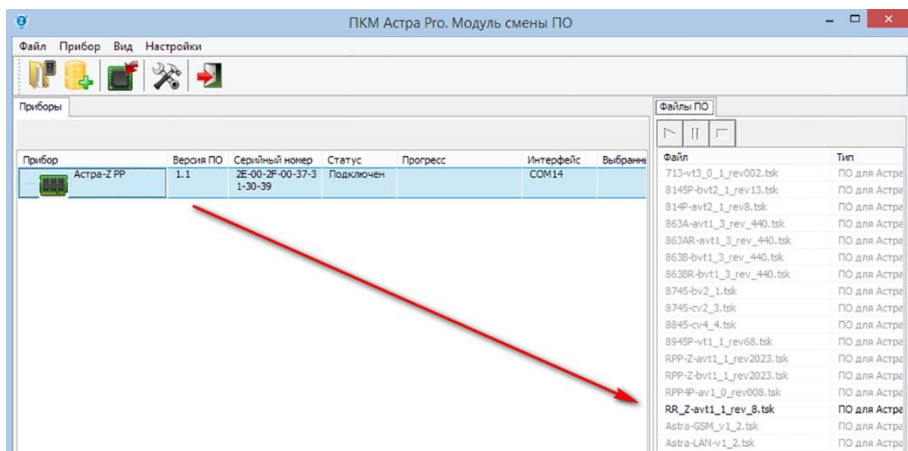 ПКМ Астра Pro. Модуль смены ПО
Файл Прибор Вид Настройки
Приборы
Прибор Версия ПО Серийный номер Статус Прогресс Интерфейс Выбранн
Астра-Z РР 1.1 2E-00-2F-00-37-3 Подключен COM14
1-30-39
Файлы ПО
Файл Тип
713-vt3_0_1_rev002.tsk ПО для Астра
8145P-bvt2_1_rev13.tsk ПО для Астра
814P-avt2_1_rev8.tsk ПО для Астра
863A-avt1_3_rev_440.tsk ПО для Астра
863AR-avt1_3_rev_440.tsk ПО для Астра
863B-bvt1_3_rev_440.tsk ПО для Астра
863BR-bvt1_3_rev_440.tsk ПО для Астра
8745-bv2_1.tsk ПО для Астра
8745-cv2_3.tsk ПО для Астра
8845-cv4_4.tsk ПО для Астра
8945P-vt1_1_rev68.tsk ПО для Астра
RPP-Z-avt1_1_rev2023.tsk ПО для Астра
RPP-Z-bvt1_1_rev2023.tsk ПО для Астра
RPP4P-av1_0_rev008.tsk ПО для Астра
RR_Z-avt1_1_rev_8.tsk ПО для Астра
Astra-GSM_v1_2.tsk ПО для Астра
Astra-LAN-v1_2.tsk ПО для Астра